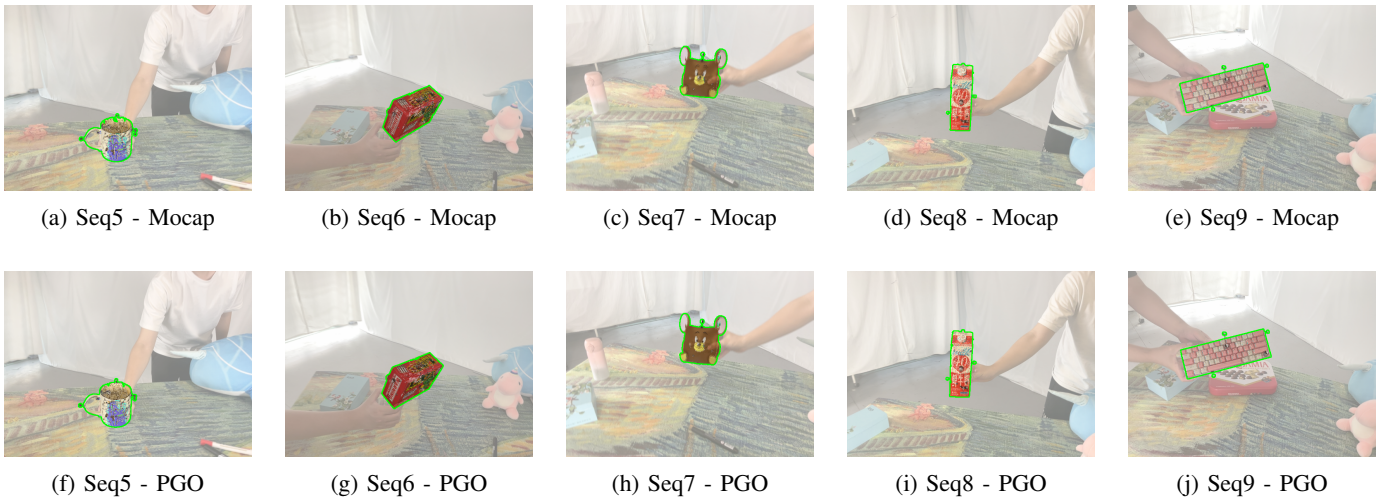 (a) Seq5 - Mocap
(b) Seq6 - Mocap
(c) Seq7 - Mocap
(d) Seq8 - Mocap
(e) Seq9 - Mocap
(f) Seq5 - PGO
(g) Seq6 - PGO
(h) Seq7 - PGO
(i) Seq8 - PGO
(j) Seq9 - PGO